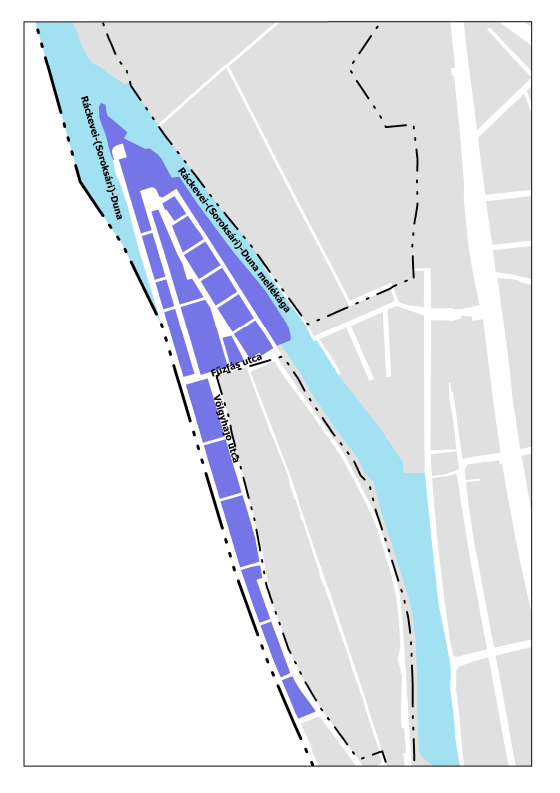 Ráckevei-(Soroksári)-Duna
Ráckevei-(Soroksári)-Duna mellékága
Fűzfás utca
Völgyhajó utca